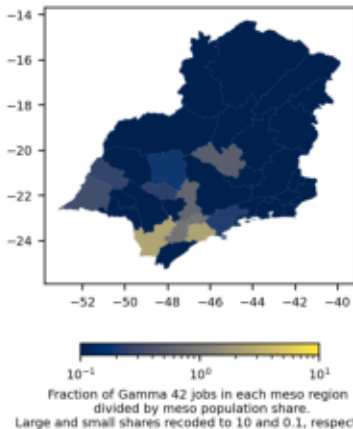 −14
−16
−18
−20
−22
−24
−52 −50 −48 −46 −44 −42 −40
10⁻¹ 10⁰ 10¹
Fraction of Gamma 42 jobs in each meso region
divided by meso population share.
Large and small shares recoded to 10 and 0.1, respec